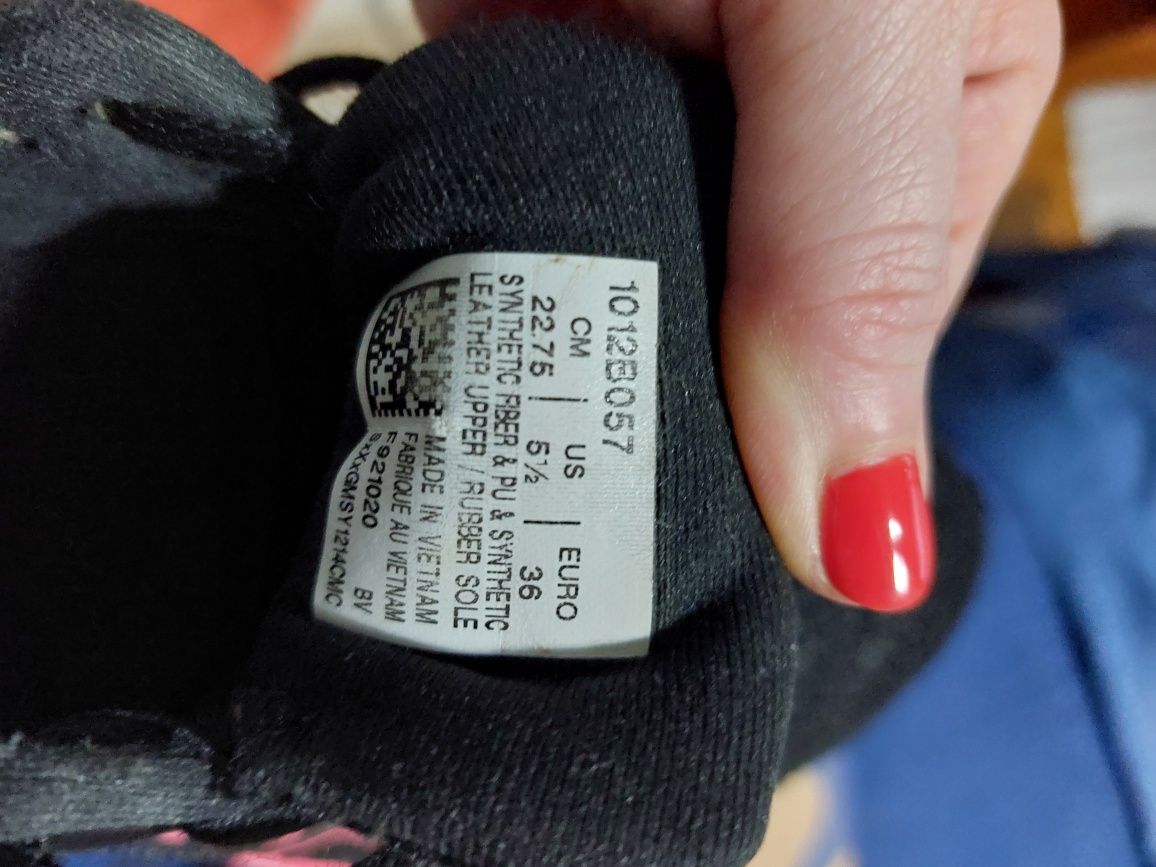 1012B057
CM | US | EURO
22.75 | 5½ | 36
SYNTHETIC FIBER & PU & SYNTHETIC
LEATHER UPPER / RUBBER SOLE
MADE IN VIETNAM
FABRIQUE AU VIETNAM
F921020 BV
SXXxGMSY1214CMC